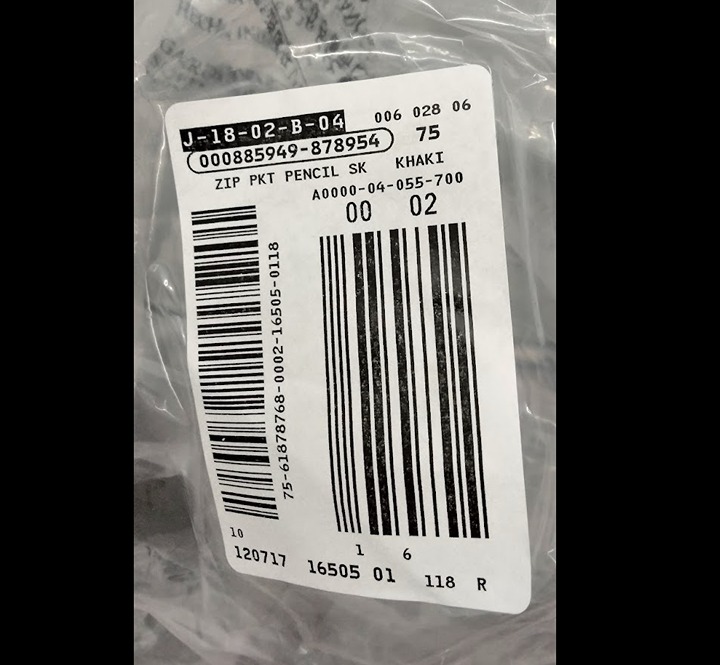 J-18-02-B-04 006 028 06
000885949-878954 75
ZIP PKT PENCIL SK KHAKI
A0000-04-055-700
00 02
75-61878768-0002-16505-0118
10
1 6
120717 16505 01 118 R